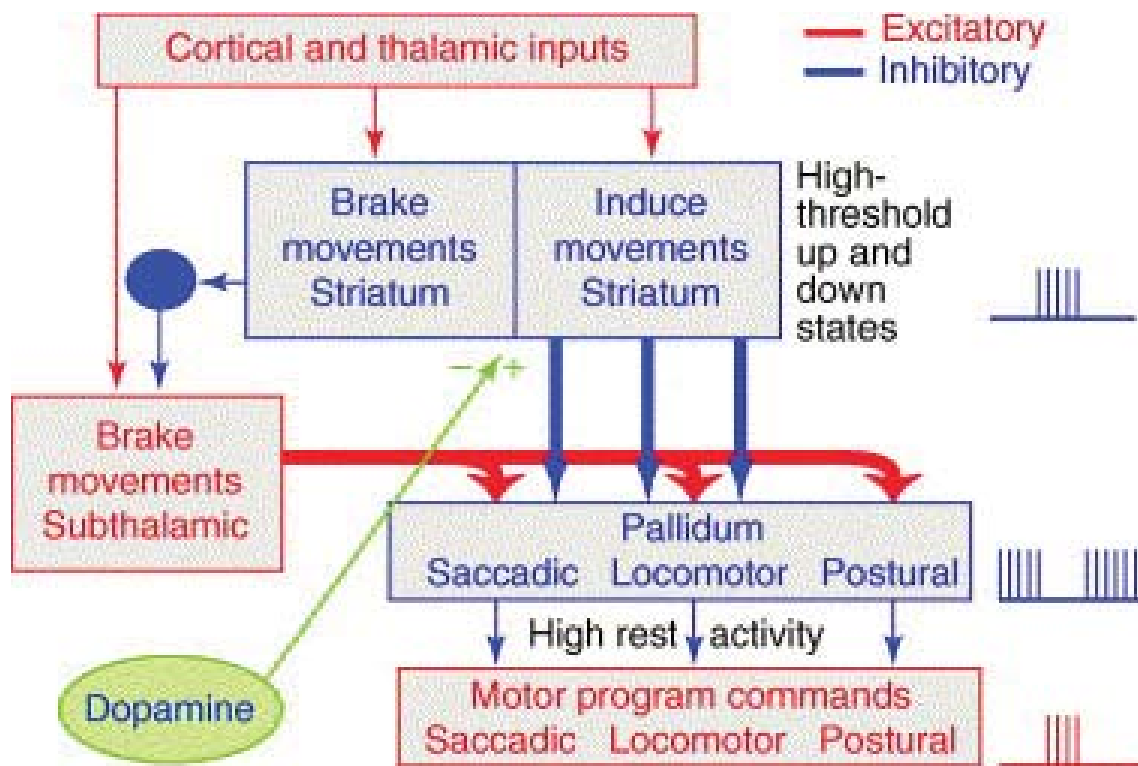 Cortical and thalamic inputs
Excitatory
Inhibitory
Brake
movements
Striatum
Induce
movements
Striatum
High-
threshold
up and
down
states
− +
Brake
movements
Subthalamic
Pallidum
Saccadic Locomotor Postural
High rest activity
Dopamine
Motor program commands
Saccadic Locomotor Postural